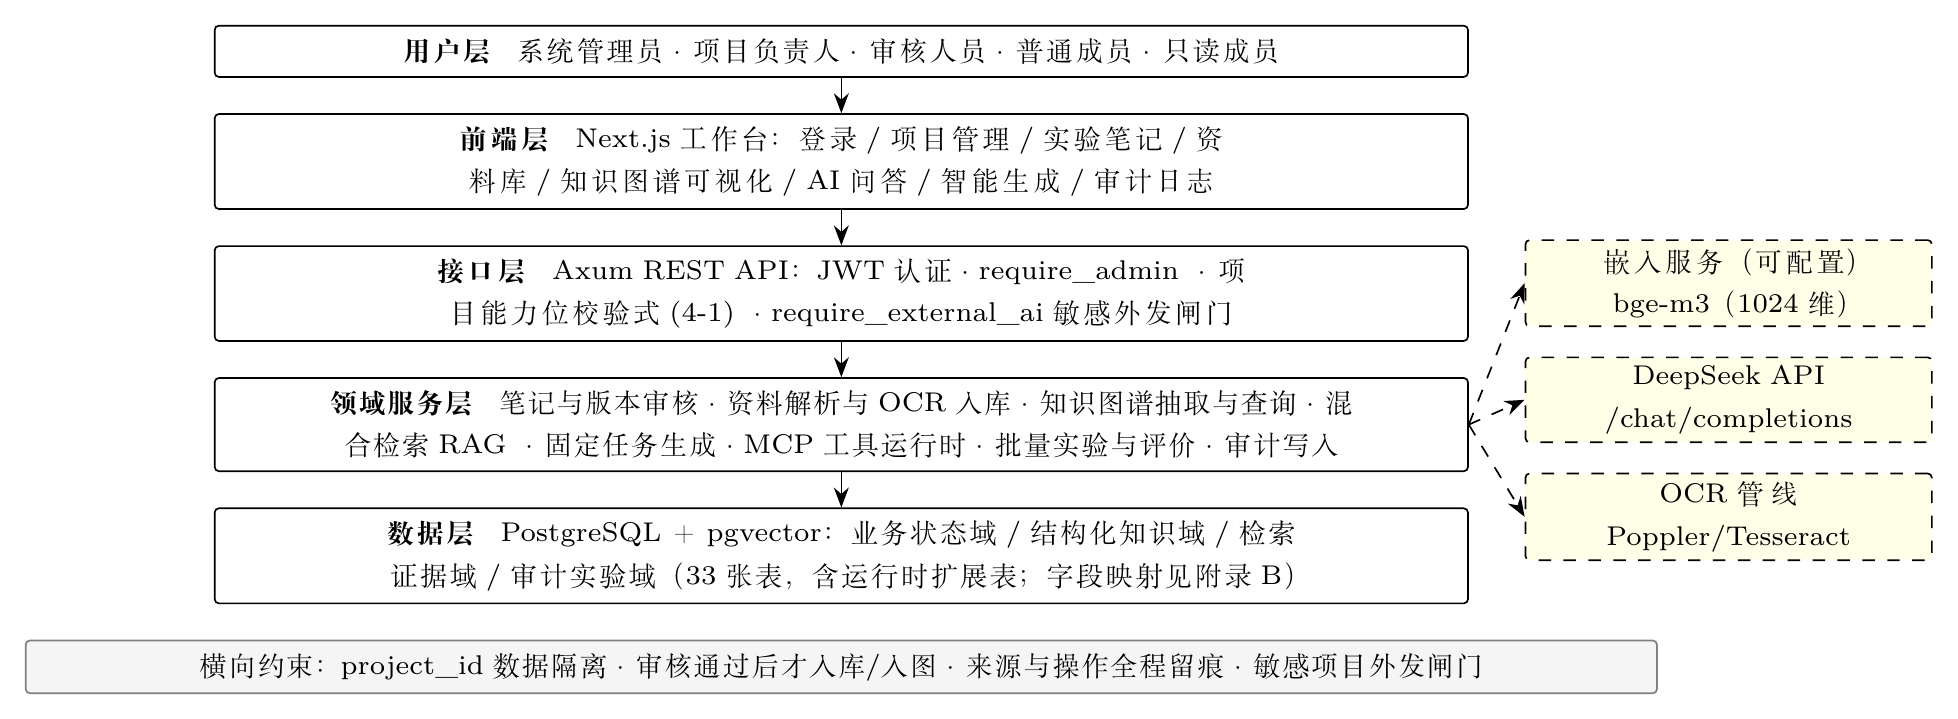 用户层 系统管理员 · 项目负责人 · 审核人员 · 普通成员 · 只读成员
前端层 Next.js 工作台：登录 / 项目管理 / 实验笔记 / 资
料库 / 知识图谱可视化 / AI 问答 / 智能生成 / 审计日志
接口层 Axum REST API：JWT 认证 · require_admin · 项
目能力位校验式 (4-1) · require_external_ai 敏感外发闸门
领域服务层 笔记与版本审核 · 资料解析与 OCR 入库 · 知识图谱抽取与查询 · 混
合检索 RAG · 固定任务生成 · MCP 工具运行时 · 批量实验与评价 · 审计写入
数据层 PostgreSQL + pgvector：业务状态域 / 结构化知识域 / 检索
证据域 / 审计实验域（33 张表，含运行时扩展表；字段映射见附录 B）
嵌入服务（可配置）
bge-m3（1024 维）
DeepSeek API
/chat/completions
OCR 管线
Poppler/Tesseract
横向约束：project_id 数据隔离 · 审核通过后才入库/入图 · 来源与操作全程留痕 · 敏感项目外发闸门